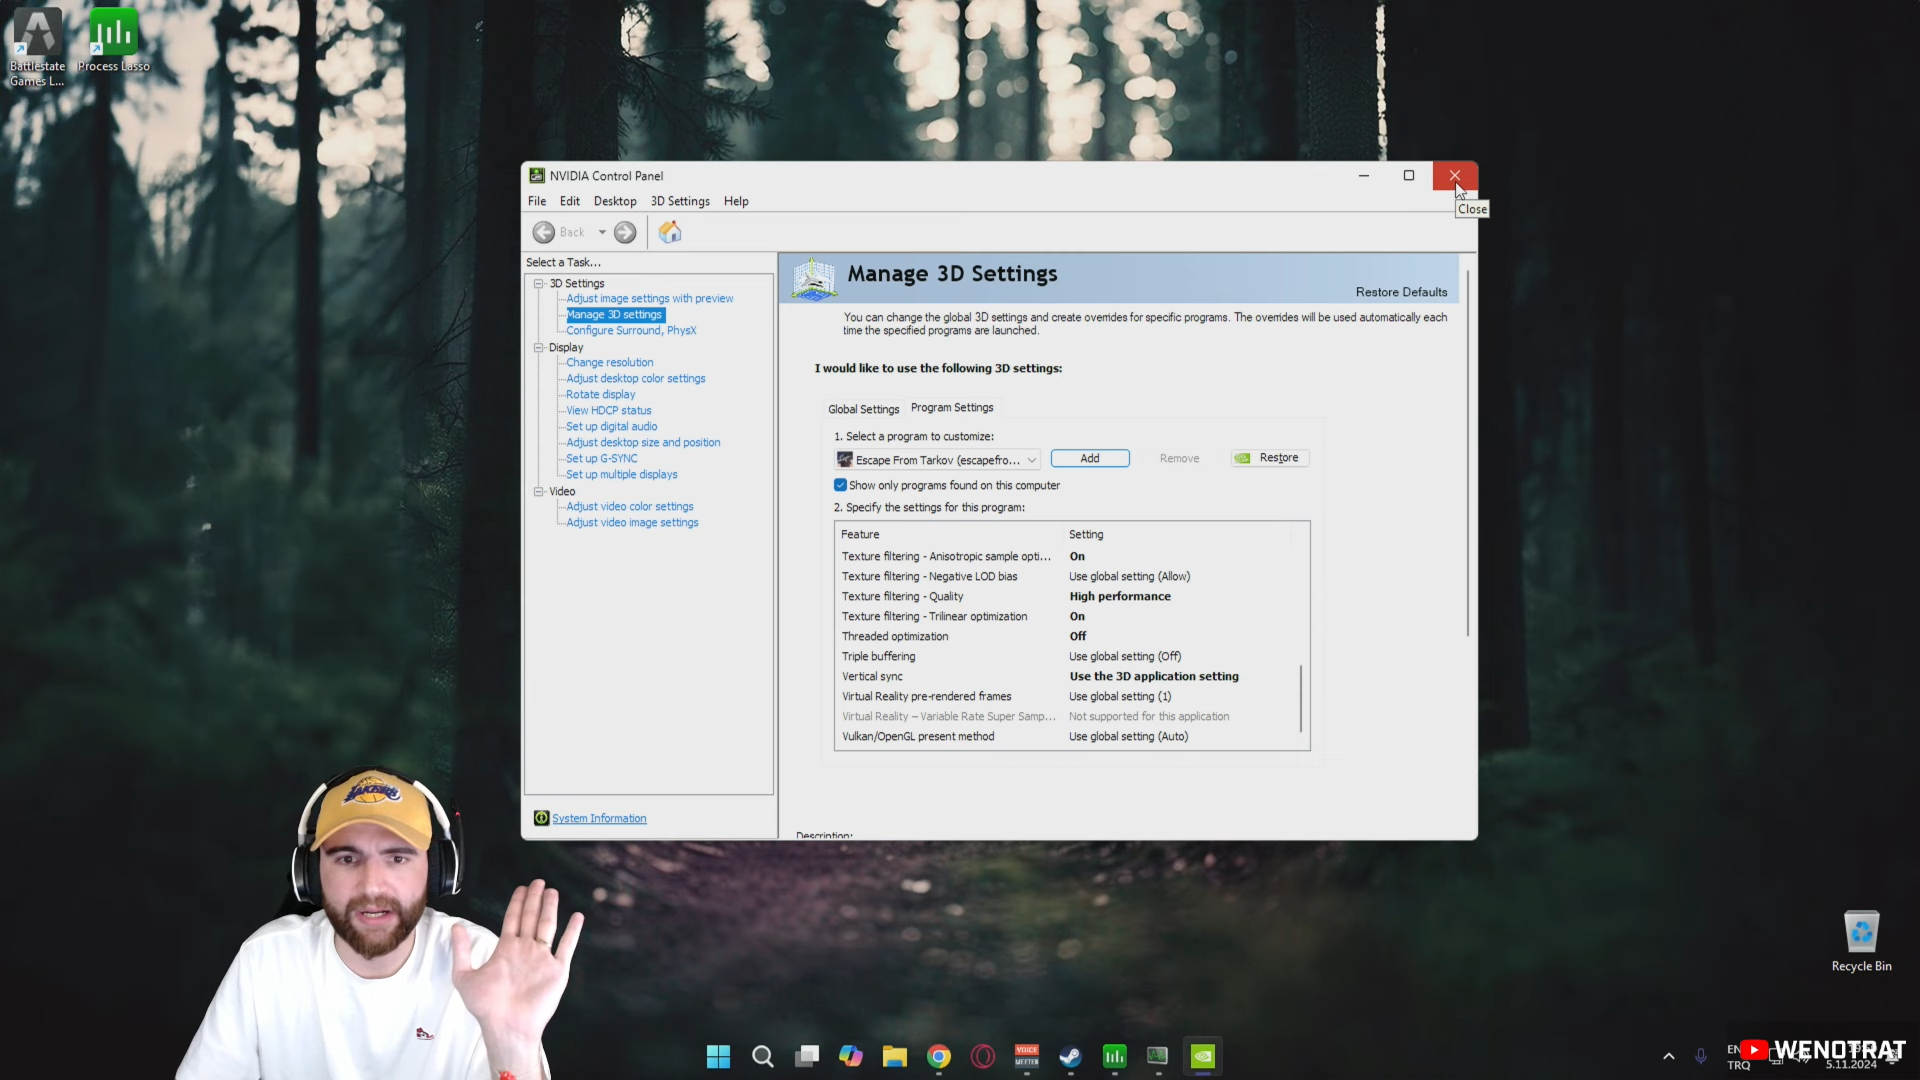 Battlestate
Games L...
Process Lasso
NVIDIA Control Panel
Close
File Edit Desktop 3D Settings Help
Back
Select a Task...
3D Settings
Adjust image settings with preview
Manage 3D settings
Configure Surround, PhysX
Display
Change resolution
Adjust desktop color settings
Rotate display
View HDCP status
Set up digital audio
Adjust desktop size and position
Set up G-SYNC
Set up multiple displays
Video
Adjust video color settings
Adjust video image settings
System Information
Manage 3D Settings
Restore Defaults
You can change the global 3D settings and create overrides for specific programs. The overrides will be used automatically each
time the specified programs are launched.
I would like to use the following 3D settings:
Global Settings Program Settings
1. Select a program to customize:
Escape From Tarkov (escapefro... Add Remove Restore
Show only programs found on this computer
2. Specify the settings for this program:
Feature Setting
Texture filtering - Anisotropic sample opti... On
Texture filtering - Negative LOD bias Use global setting (Allow)
Texture filtering - Quality High performance
Texture filtering - Trilinear optimization On
Threaded optimization Off
Triple buffering Use global setting (Off)
Vertical sync Use the 3D application setting
Virtual Reality pre-rendered frames Use global setting (1)
Virtual Reality – Variable Rate Super Samp... Not supported for this application
Vulkan/OpenGL present method Use global setting (Auto)
Description:
LAKERS
Recycle Bin
VOICE
MEETER
TRQ
WENOTRAT
5.11.2024